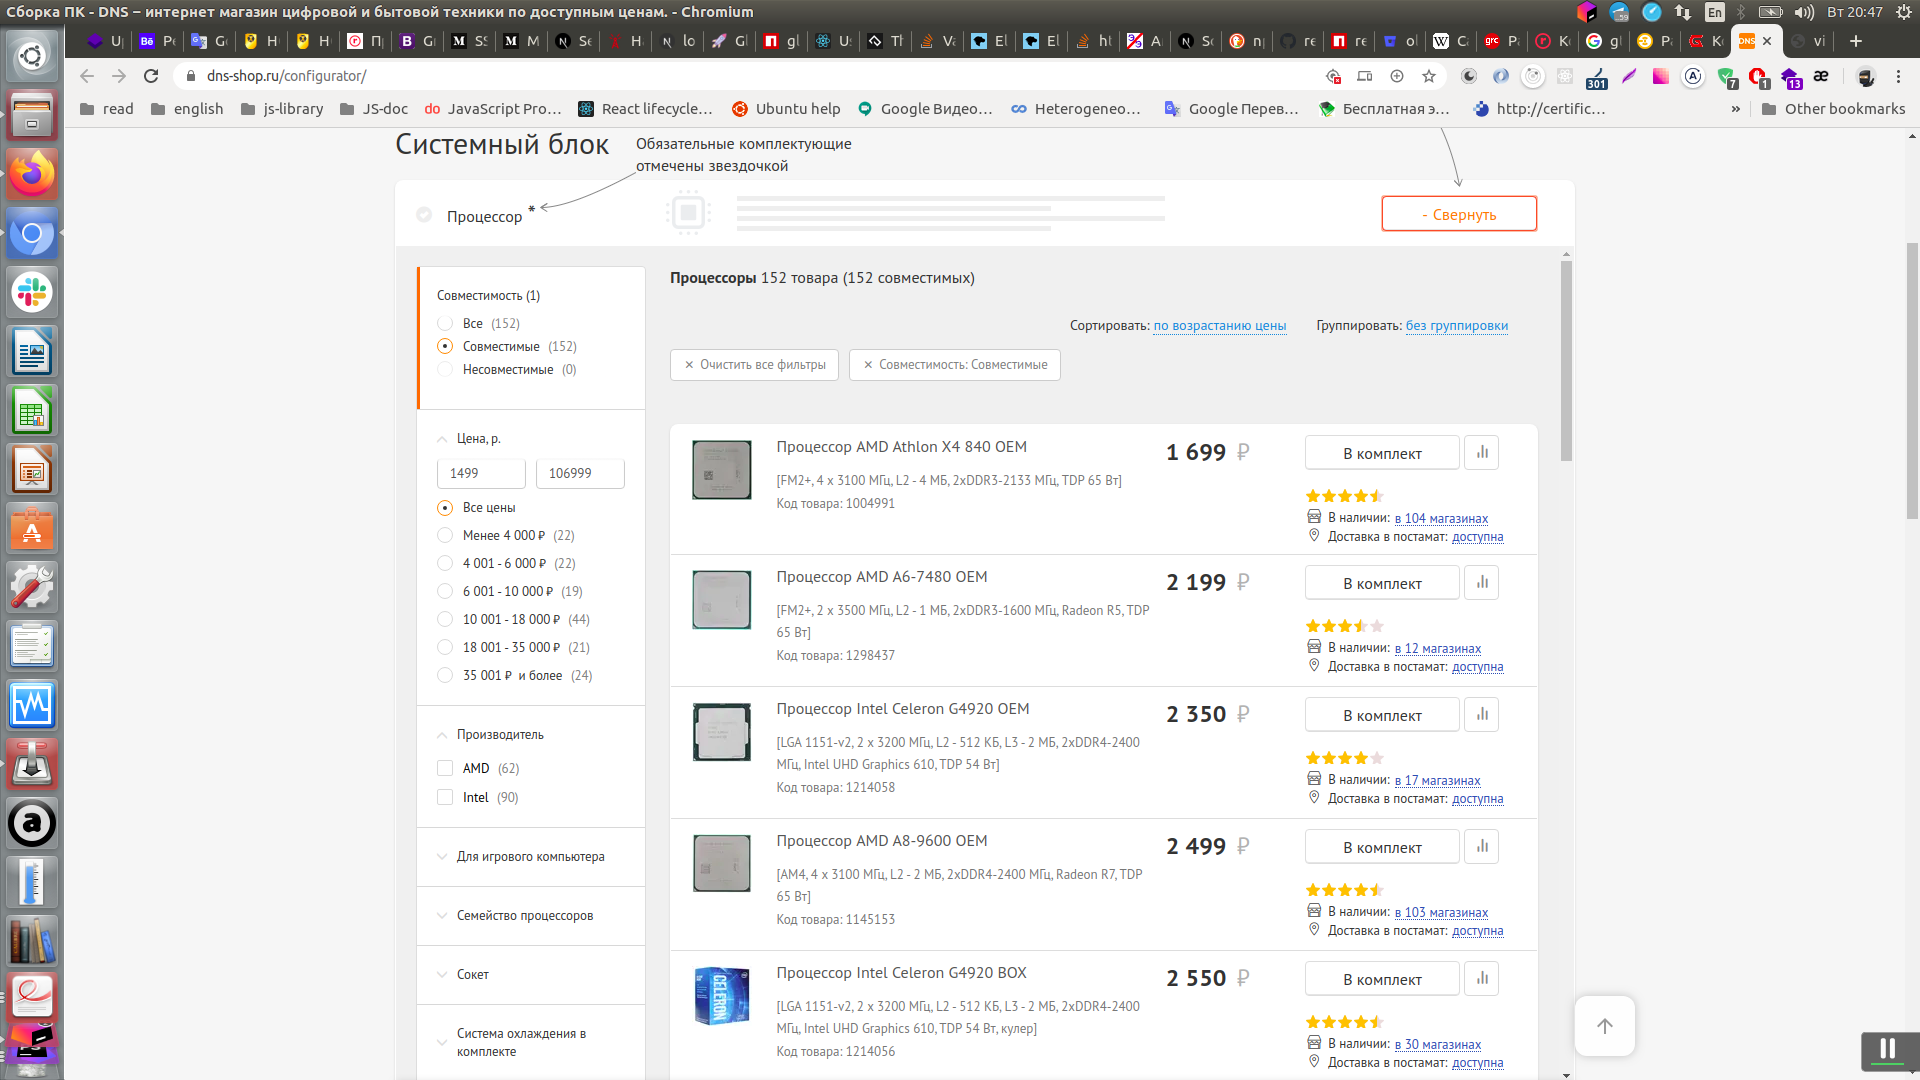 Сборка ПК - DNS – интернет магазин цифровой и бытовой техники по доступным ценам. - Chromium
En
Вт 20:47
dns-shop.ru/configurator/
301
7
1
13
read
english
js-library
JS-doc
JavaScript Pro...
React lifecycle...
Ubuntu help
Google Видео...
Heterogeneo...
Google Перев...
Бесплатная э...
http://certific...
»
Other bookmarks
Системный блок
Обязательные комплектующие
отмечены звездочкой
Процессор *
- Свернуть
Совместимость (1)
Все (152)
Совместимые (152)
Несовместимые (0)
Цена, р.
1499
106999
Все цены
Менее 4 000 ₽ (22)
4 001 - 6 000 ₽ (22)
6 001 - 10 000 ₽ (19)
10 001 - 18 000 ₽ (44)
18 001 - 35 000 ₽ (21)
35 001 ₽ и более (24)
Производитель
AMD (62)
Intel (90)
Для игрового компьютера
Семейство процессоров
Сокет
Система охлаждения в
комплекте
Процессоры 152 товара (152 совместимых)
Сортировать: по возрастанию цены
Группировать: без группировки
× Очистить все фильтры
× Совместимость: Совместимые
Процессор AMD Athlon X4 840 OEM
[FM2+, 4 x 3100 МГц, L2 - 4 МБ, 2xDDR3-2133 МГц, TDP 65 Вт]
Код товара: 1004991
1 699 ₽
В комплект
В наличии: в 104 магазинах
Доставка в постамат: доступна
Процессор AMD A6-7480 OEM
[FM2+, 2 x 3500 МГц, L2 - 1 МБ, 2xDDR3-1600 МГц, Radeon R5, TDP
65 Вт]
Код товара: 1298437
2 199 ₽
В комплект
В наличии: в 12 магазинах
Доставка в постамат: доступна
Процессор Intel Celeron G4920 OEM
[LGA 1151-v2, 2 x 3200 МГц, L2 - 512 КБ, L3 - 2 МБ, 2xDDR4-2400
МГц, Intel UHD Graphics 610, TDP 54 Вт]
Код товара: 1214058
2 350 ₽
В комплект
В наличии: в 17 магазинах
Доставка в постамат: доступна
Процессор AMD A8-9600 OEM
[AM4, 4 x 3100 МГц, L2 - 2 МБ, 2xDDR4-2400 МГц, Radeon R7, TDP
65 Вт]
Код товара: 1145153
2 499 ₽
В комплект
В наличии: в 103 магазинах
Доставка в постамат: доступна
Процессор Intel Celeron G4920 BOX
[LGA 1151-v2, 2 x 3200 МГц, L2 - 512 КБ, L3 - 2 МБ, 2xDDR4-2400
МГц, Intel UHD Graphics 610, TDP 54 Вт, кулер]
Код товара: 1214056
2 550 ₽
В комплект
В наличии: в 30 магазинах
Доставка в постамат: доступна